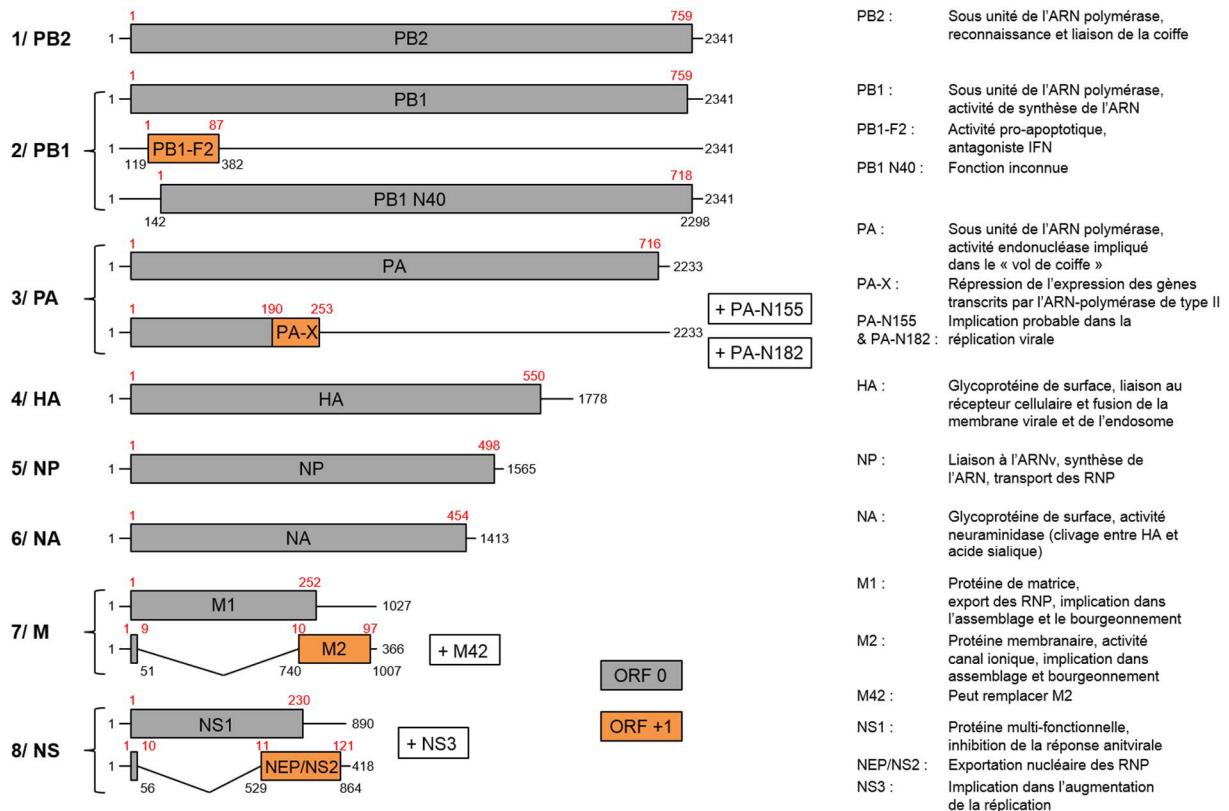 1/ PB2
1
759
1
PB2
2341
2/ PB1
1
759
1
PB1
2341
1
87
1
PB1-F2
2341
119
382
1
718
1
PB1 N40
2341
142
2298
3/ PA
1
716
1
PA
2233
1
190
253
1
PA-X
2233
+ PA-N155
+ PA-N182
4/ HA
1
550
1
HA
1778
5/ NP
1
498
1
NP
1565
6/ NA
1
454
1
NA
1413
7/ M
1
252
1
M1
1027
1
9
10
97
1
M2
366
51
740
1007
+ M42
8/ NS
1
230
1
NS1
890
1
10
11
121
1
NEP/NS2
418
56
529
864
+ NS3
ORF 0
ORF +1
PB2 : Sous unité de l'ARN polymérase,
reconnaissance et liaison de la coiffe
PB1 : Sous unité de l'ARN polymérase,
activité de synthèse de l'ARN
PB1-F2 : Activité pro-apoptotique,
antagoniste IFN
PB1 N40 : Fonction inconnue
PA : Sous unité de l'ARN polymérase,
activité endonucléase impliqué
dans le « vol de coiffe »
PA-X : Répression de l'expression des gènes
transcrits par l'ARN-polymérase de type II
PA-N155 Implication probable dans la
& PA-N182 : réplication virale
HA : Glycoprotéine de surface, liaison au
récepteur cellulaire et fusion de la
membrane virale et de l'endosome
NP : Liaison à l'ARNv, synthèse de
l'ARN, transport des RNP
NA : Glycoprotéine de surface, activité
neuraminidase (clivage entre HA et
acide sialique)
M1 : Protéine de matrice,
export des RNP, implication dans
l'assemblage et le bourgeonnement
M2 : Protéine membranaire, activité
canal ionique, implication dans
assemblage et bourgeonnement
M42 : Peut remplacer M2
NS1 : Protéine multi-fonctionnelle,
inhibition de la réponse anitvirale
NEP/NS2 : Exportation nucléaire des RNP
NS3 : Implication dans l'augmentation
de la réplication